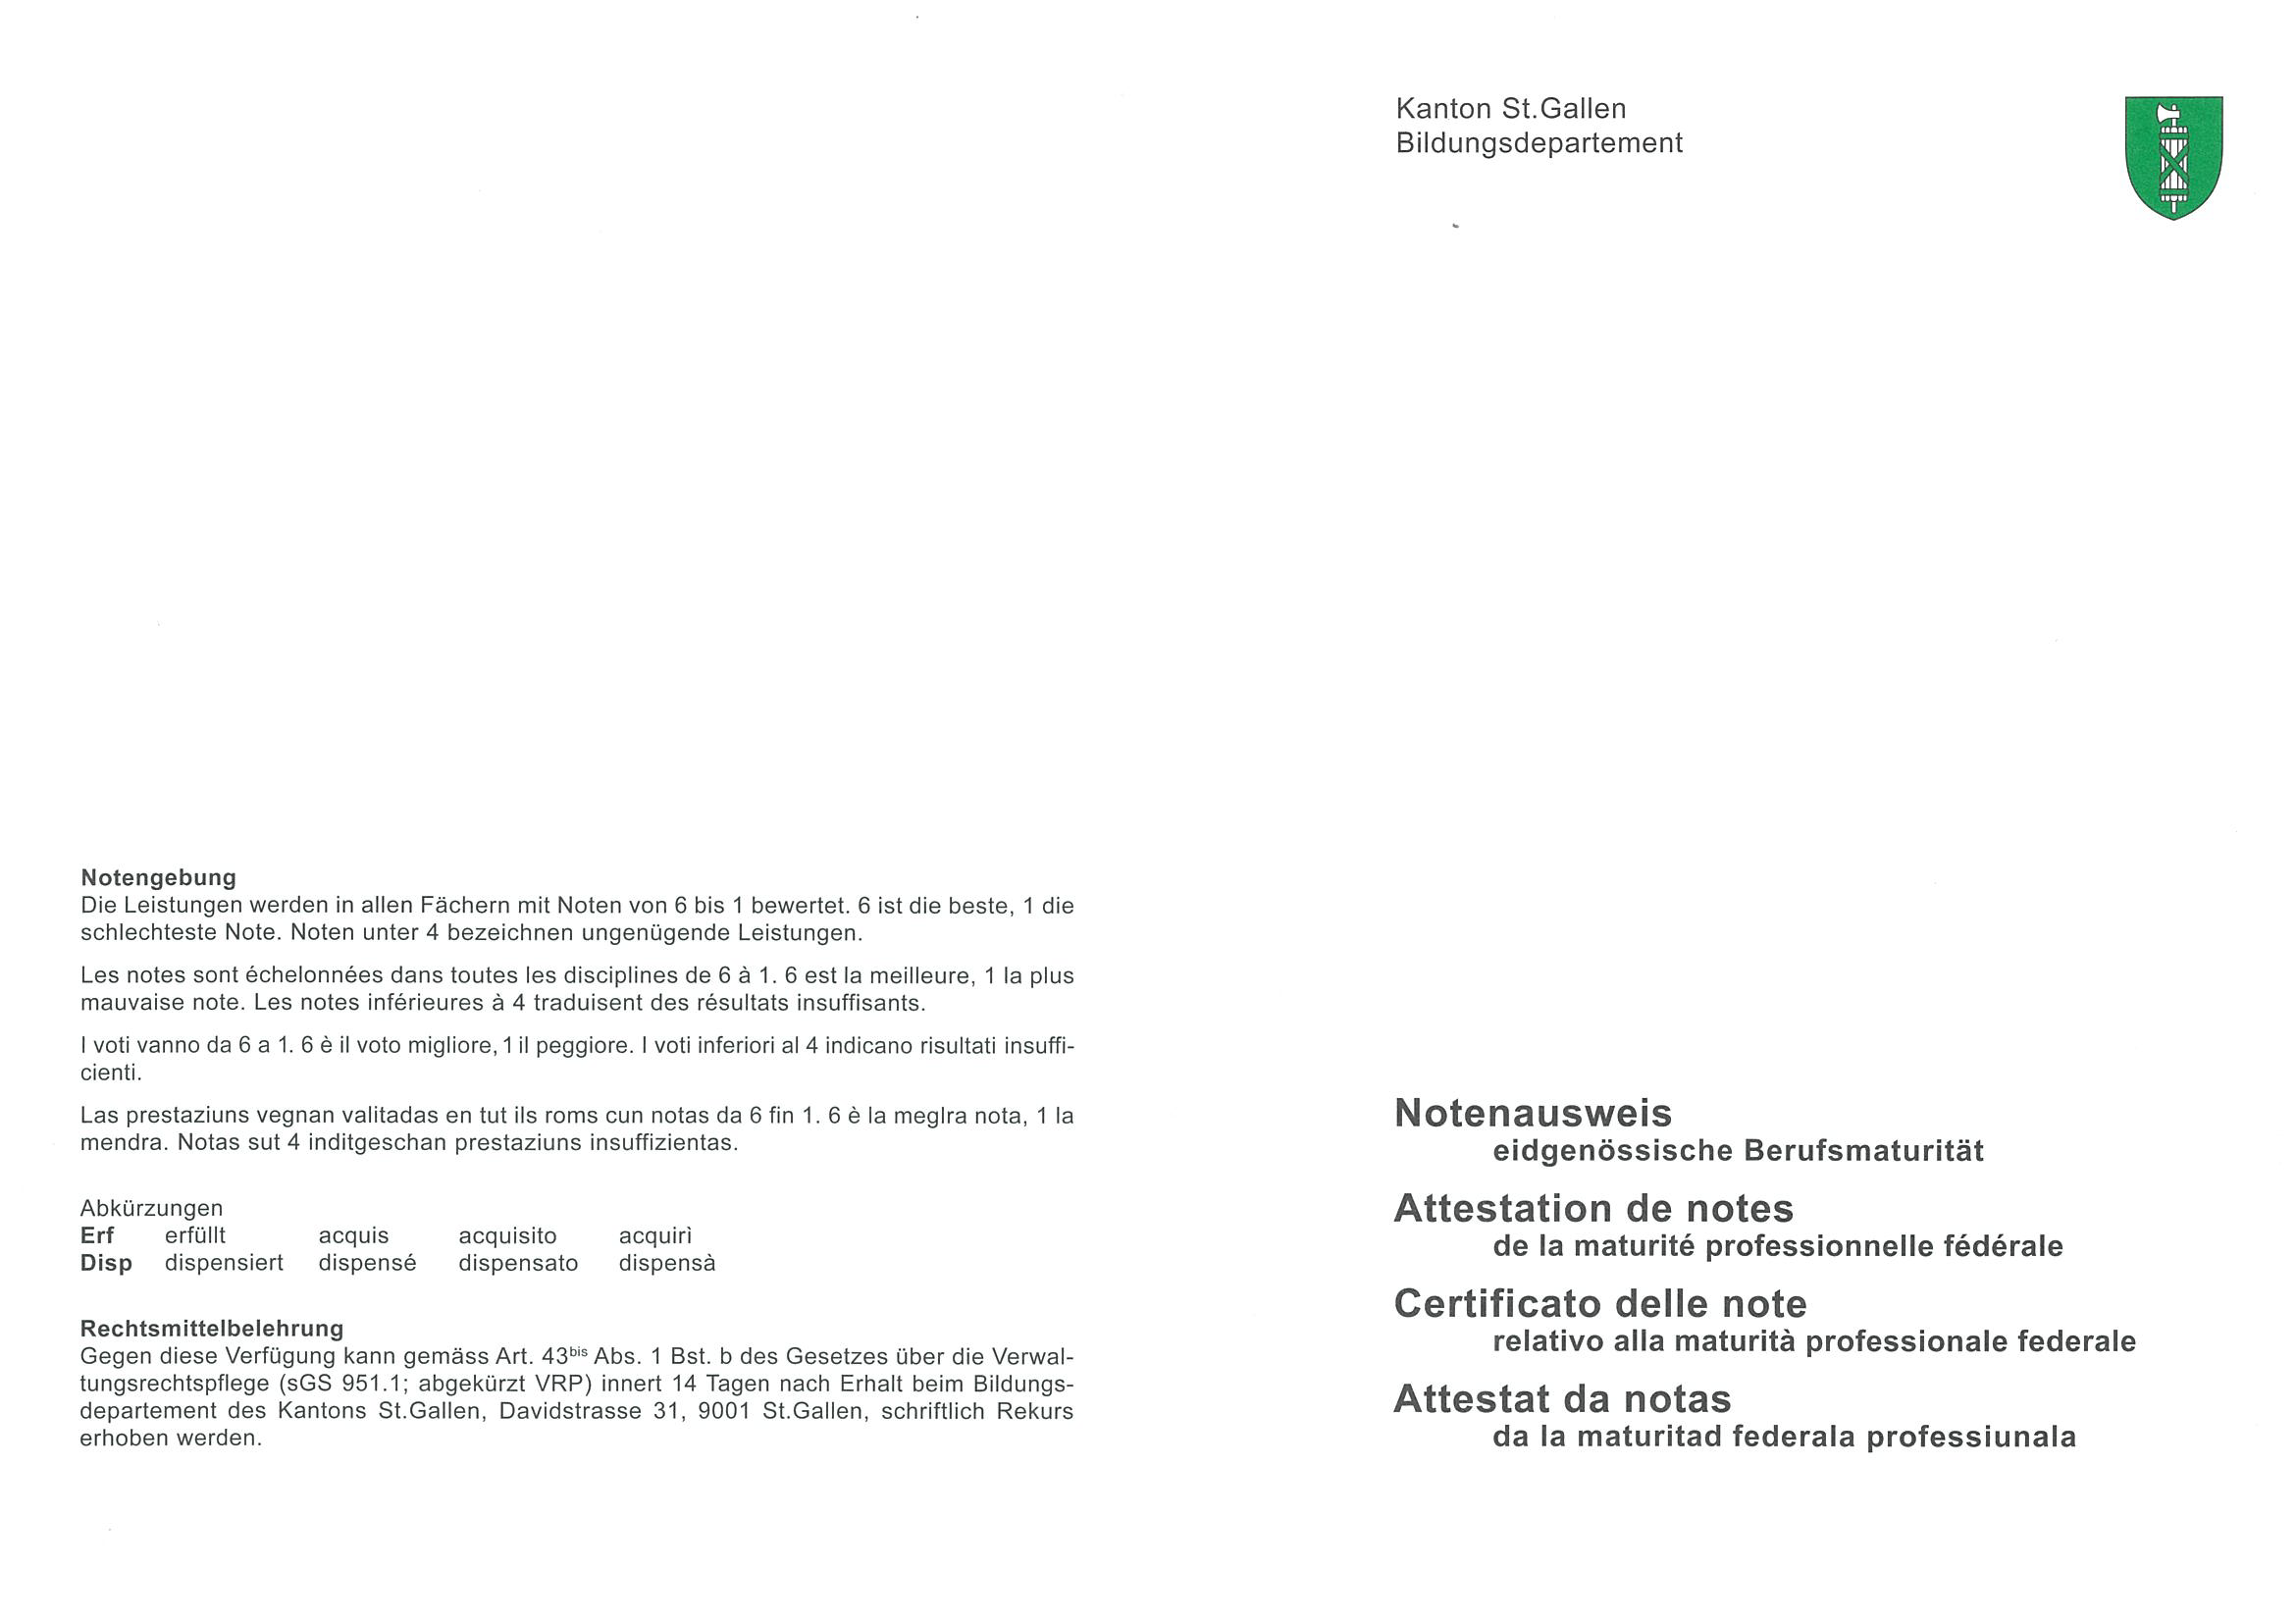 Notengebung
Die Leistungen werden in allen Fächern mit Noten von 6 bis 1 bewertet. 6 ist die beste, 1 die
schlechteste Note. Noten unter 4 bezeichnen ungenügende Leistungen.
Les notes sont échelonnées dans toutes les disciplines de 6 à 1. 6 est la meilleure, 1 la plus
mauvaise note. Les notes inférieures à 4 traduisent des résultats insuffisants.
I voti vanno da 6 a 1. 6 è il voto migliore, 1 il peggiore. I voti inferiori al 4 indicano risultati insuffi-
cienti.
Las prestaziuns vegnan valitadas en tut ils roms cun notas da 6 fin 1. 6 è la meglra nota, 1 la
mendra. Notas sut 4 inditgeschan prestaziuns insuffizientas.
Abkürzungen
Erf erfüllt acquis acquisito acquirì
Disp dispensiert dispensé dispensato dispensà
Rechtsmittelbelehrung
Gegen diese Verfügung kann gemäss Art. 43bis Abs. 1 Bst. b des Gesetzes über die Verwal-
tungsrechtspflege (sGS 951.1; abgekürzt VRP) innert 14 Tagen nach Erhalt beim Bildungs-
departement des Kantons St.Gallen, Davidstrasse 31, 9001 St.Gallen, schriftlich Rekurs
erhoben werden.
Kanton St.Gallen
Bildungsdepartement
Notenausweis
eidgenössische Berufsmaturität
Attestation de notes
de la maturité professionnelle fédérale
Certificato delle note
relativo alla maturità professionale federale
Attestat da notas
da la maturitad federala professiunala